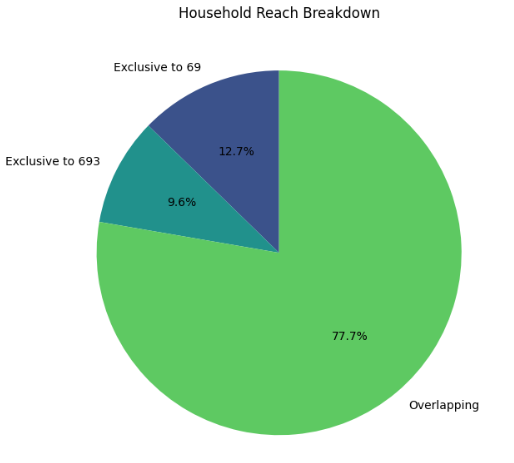 Household Reach Breakdown
Exclusive to 69
12.7%
Exclusive to 693
9.6%
77.7%
Overlapping